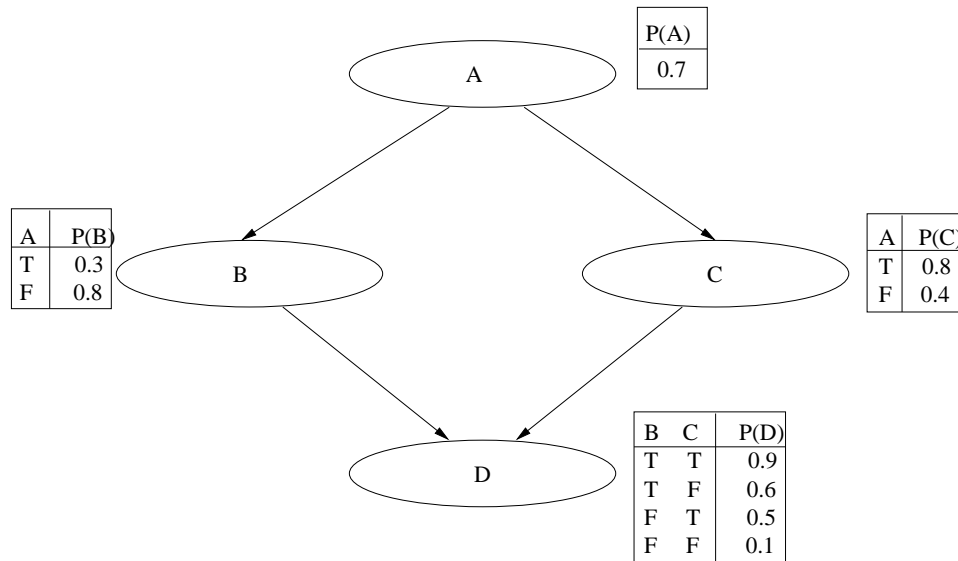 P(A)
0.7
A
A P(B)
T 0.3
F 0.8
B
C
A P(C)
T 0.8
F 0.4
D
B C P(D)
T T 0.9
T F 0.6
F T 0.5
F F 0.1